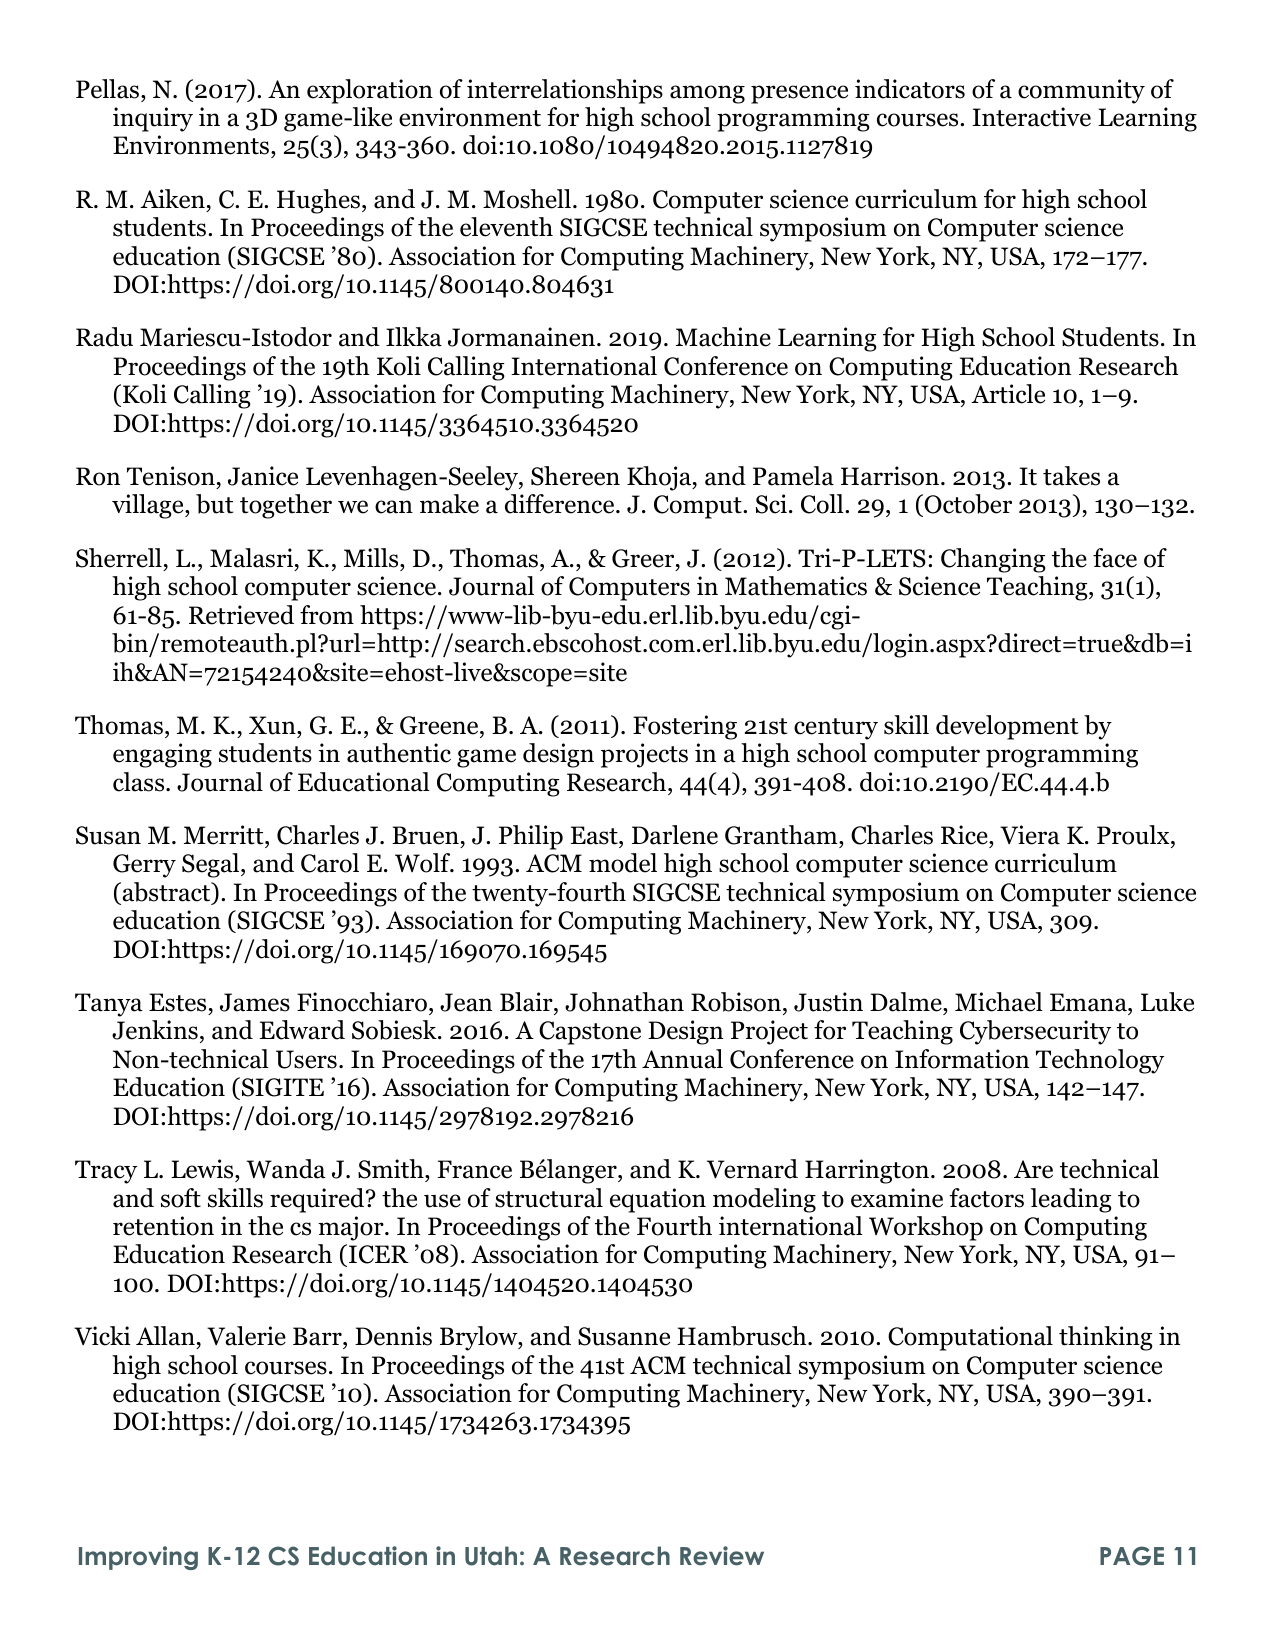 Pellas, N. (2017). An exploration of interrelationships among presence indicators of a community of
inquiry in a 3D game-like environment for high school programming courses. Interactive Learning
Environments, 25(3), 343-360. doi:10.1080/10494820.2015.1127819
R. M. Aiken, C. E. Hughes, and J. M. Moshell. 1980. Computer science curriculum for high school
students. In Proceedings of the eleventh SIGCSE technical symposium on Computer science
education (SIGCSE ’80). Association for Computing Machinery, New York, NY, USA, 172–177.
DOI:https://doi.org/10.1145/800140.804631
Radu Mariescu-Istodor and Ilkka Jormanainen. 2019. Machine Learning for High School Students. In
Proceedings of the 19th Koli Calling International Conference on Computing Education Research
(Koli Calling ’19). Association for Computing Machinery, New York, NY, USA, Article 10, 1–9.
DOI:https://doi.org/10.1145/3364510.3364520
Ron Tenison, Janice Levenhagen-Seeley, Shereen Khoja, and Pamela Harrison. 2013. It takes a
village, but together we can make a difference. J. Comput. Sci. Coll. 29, 1 (October 2013), 130–132.
Sherrell, L., Malasri, K., Mills, D., Thomas, A., & Greer, J. (2012). Tri-P-LETS: Changing the face of
high school computer science. Journal of Computers in Mathematics & Science Teaching, 31(1),
61-85. Retrieved from https://www-lib-byu-edu.erl.lib.byu.edu/cgi-
bin/remoteauth.pl?url=http://search.ebscohost.com.erl.lib.byu.edu/login.aspx?direct=true&db=i
ih&AN=72154240&site=ehost-live&scope=site
Thomas, M. K., Xun, G. E., & Greene, B. A. (2011). Fostering 21st century skill development by
engaging students in authentic game design projects in a high school computer programming
class. Journal of Educational Computing Research, 44(4), 391-408. doi:10.2190/EC.44.4.b
Susan M. Merritt, Charles J. Bruen, J. Philip East, Darlene Grantham, Charles Rice, Viera K. Proulx,
Gerry Segal, and Carol E. Wolf. 1993. ACM model high school computer science curriculum
(abstract). In Proceedings of the twenty-fourth SIGCSE technical symposium on Computer science
education (SIGCSE ’93). Association for Computing Machinery, New York, NY, USA, 309.
DOI:https://doi.org/10.1145/169070.169545
Tanya Estes, James Finocchiaro, Jean Blair, Johnathan Robison, Justin Dalme, Michael Emana, Luke
Jenkins, and Edward Sobiesk. 2016. A Capstone Design Project for Teaching Cybersecurity to
Non-technical Users. In Proceedings of the 17th Annual Conference on Information Technology
Education (SIGITE ’16). Association for Computing Machinery, New York, NY, USA, 142–147.
DOI:https://doi.org/10.1145/2978192.2978216
Tracy L. Lewis, Wanda J. Smith, France Bélanger, and K. Vernard Harrington. 2008. Are technical
and soft skills required? the use of structural equation modeling to examine factors leading to
retention in the cs major. In Proceedings of the Fourth international Workshop on Computing
Education Research (ICER ’08). Association for Computing Machinery, New York, NY, USA, 91–
100. DOI:https://doi.org/10.1145/1404520.1404530
Vicki Allan, Valerie Barr, Dennis Brylow, and Susanne Hambrusch. 2010. Computational thinking in
high school courses. In Proceedings of the 41st ACM technical symposium on Computer science
education (SIGCSE ’10). Association for Computing Machinery, New York, NY, USA, 390–391.
DOI:https://doi.org/10.1145/1734263.1734395
Improving K-12 CS Education in Utah: A Research Review PAGE 11